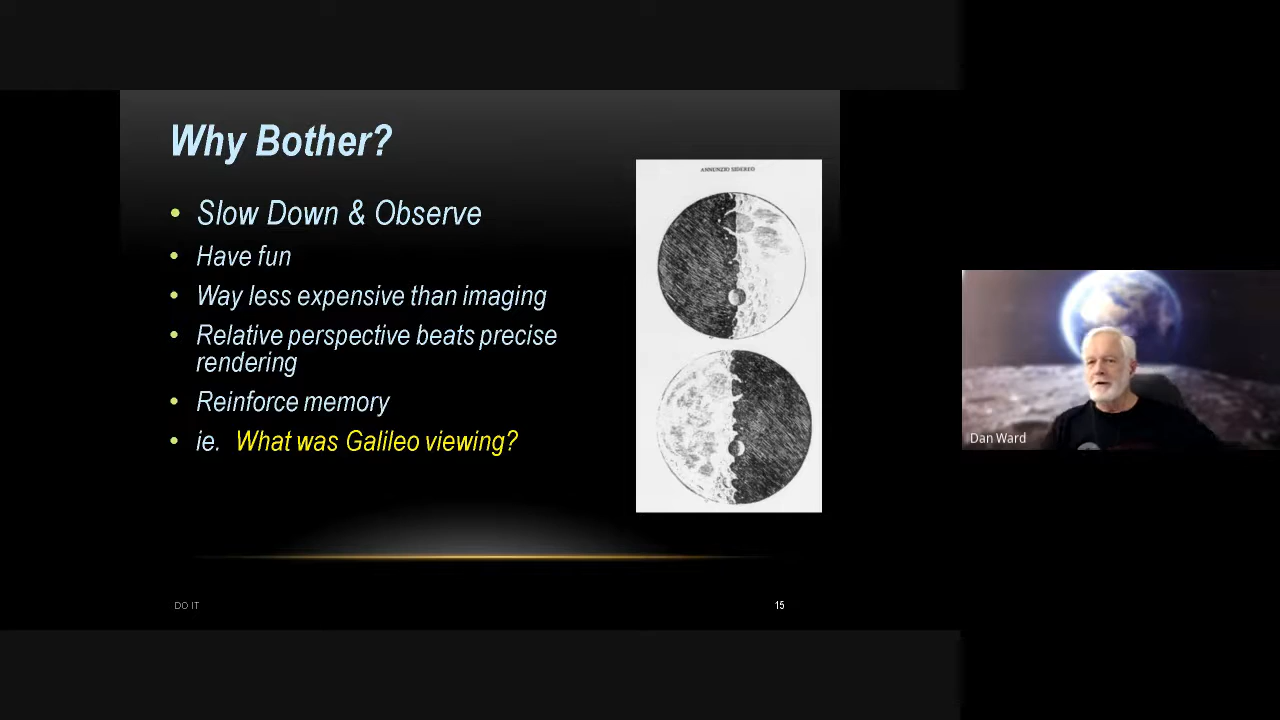 Why Bother?
• Slow Down & Observe
• Have fun
• Way less expensive than imaging
• Relative perspective beats precise
rendering
• Reinforce memory
• ie. What was Galileo viewing?
ANNUNZIO SIDEREO
Dan Ward
DO IT
15